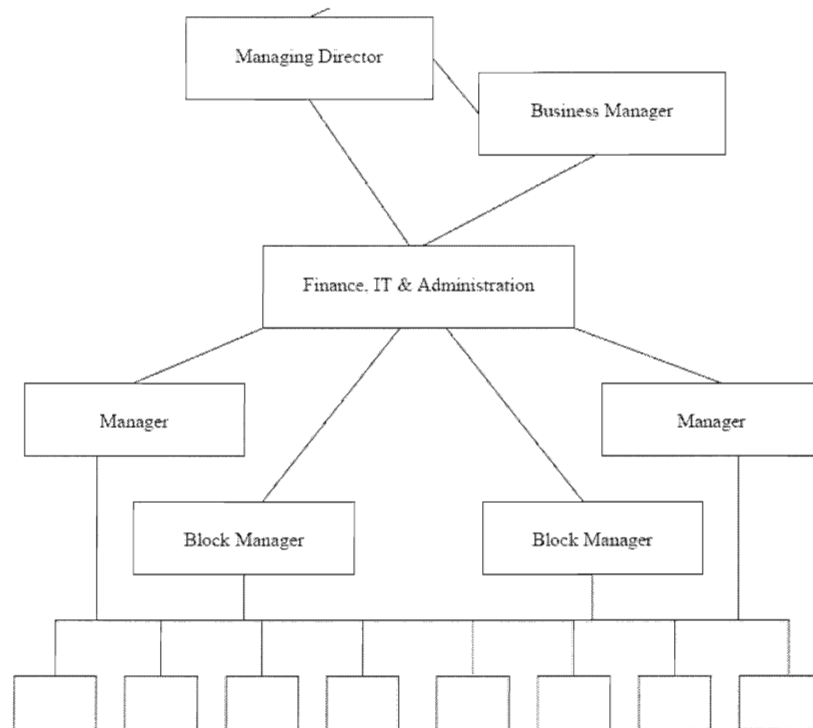 Managing Director
Business Manager
Finance, IT & Administration
Manager
Manager
Block Manager
Block Manager